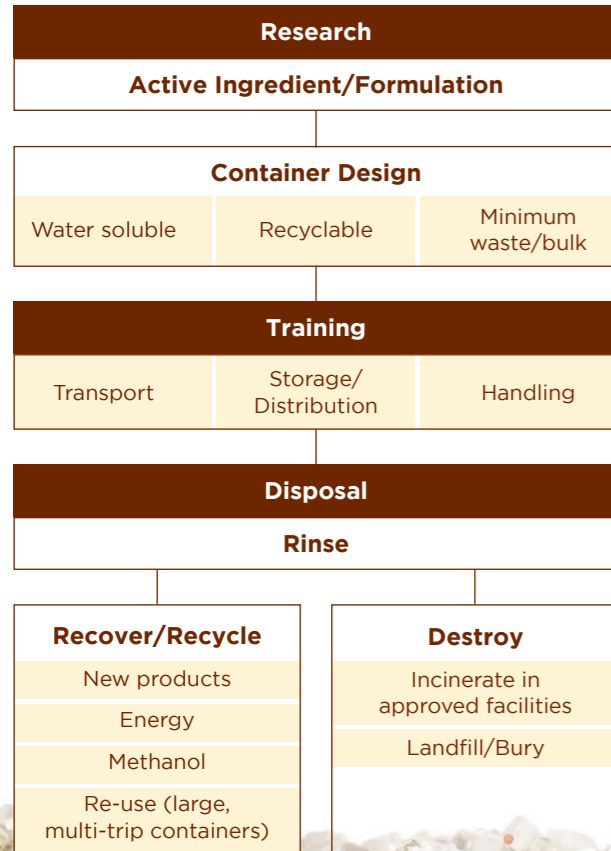 Research
Active Ingredient/Formulation
Container Design
Water soluble
Recyclable
Minimum
waste/bulk
Training
Transport
Storage/
Distribution
Handling
Disposal
Rinse
Recover/Recycle
New products
Energy
Methanol
Re-use (large,
multi-trip containers)
Destroy
Incinerate in
approved facilities
Landfill/Bury